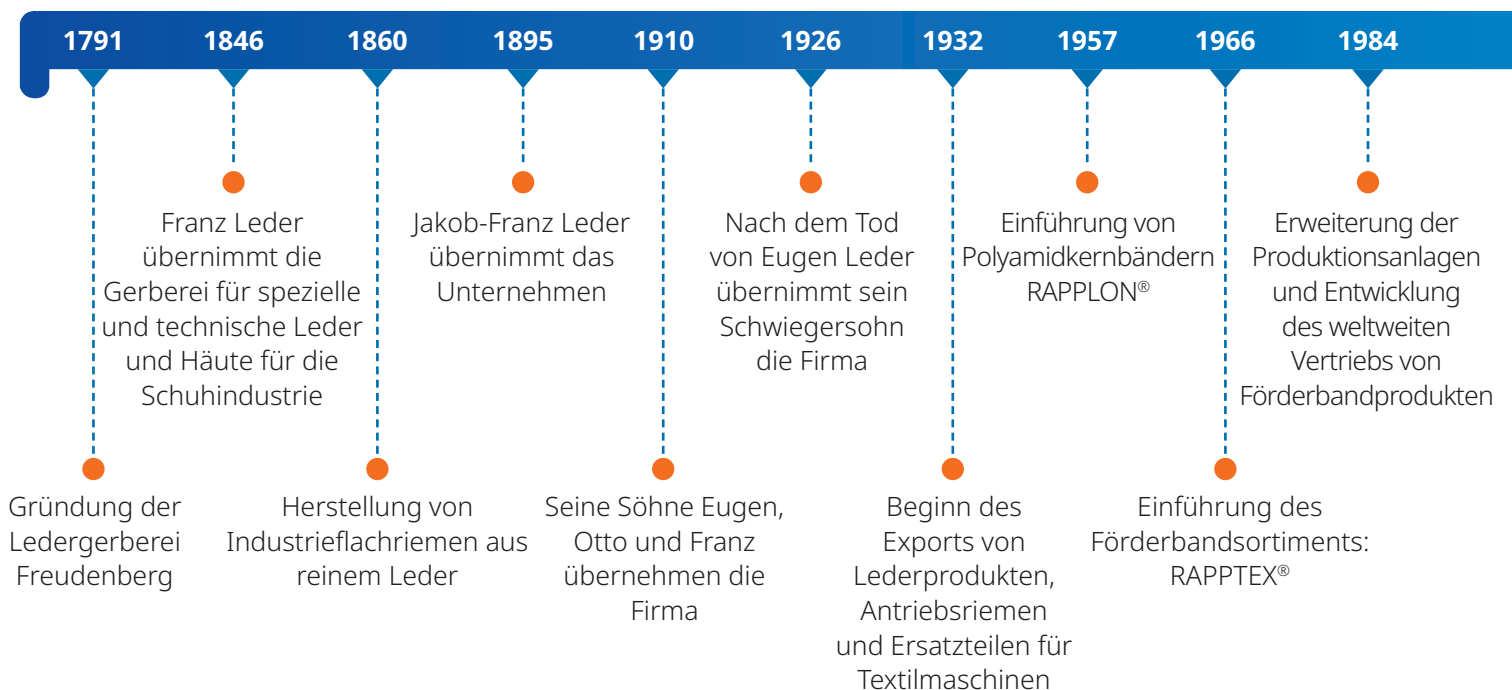 1791 1846 1860 1895 1910 1926 1932 1957 1966 1984
Franz Leder
übernimmt die
Gerberei für spezielle
und technische Leder
und Häute für die
Schuhindustrie
Jakob-Franz Leder
übernimmt das
Unternehmen
Nach dem Tod
von Eugen Leder
übernimmt sein
Schwiegersohn
die Firma
Einführung von
Polyamidkernbändern
RAPPLON®
Erweiterung der
Produktionsanlagen
und Entwicklung
des weltweiten
Vertriebs von
Förderbandprodukten
Gründung der
Ledergerberei
Freudenberg
Herstellung von
Industrieflachriemen aus
reinem Leder
Seine Söhne Eugen,
Otto und Franz
übernehmen die
Firma
Beginn des
Exports von
Lederprodukten,
Antriebsriemen
und Ersatzteilen für
Textilmaschinen
Einführung des
Förderbandsortiments:
RAPPTEX®